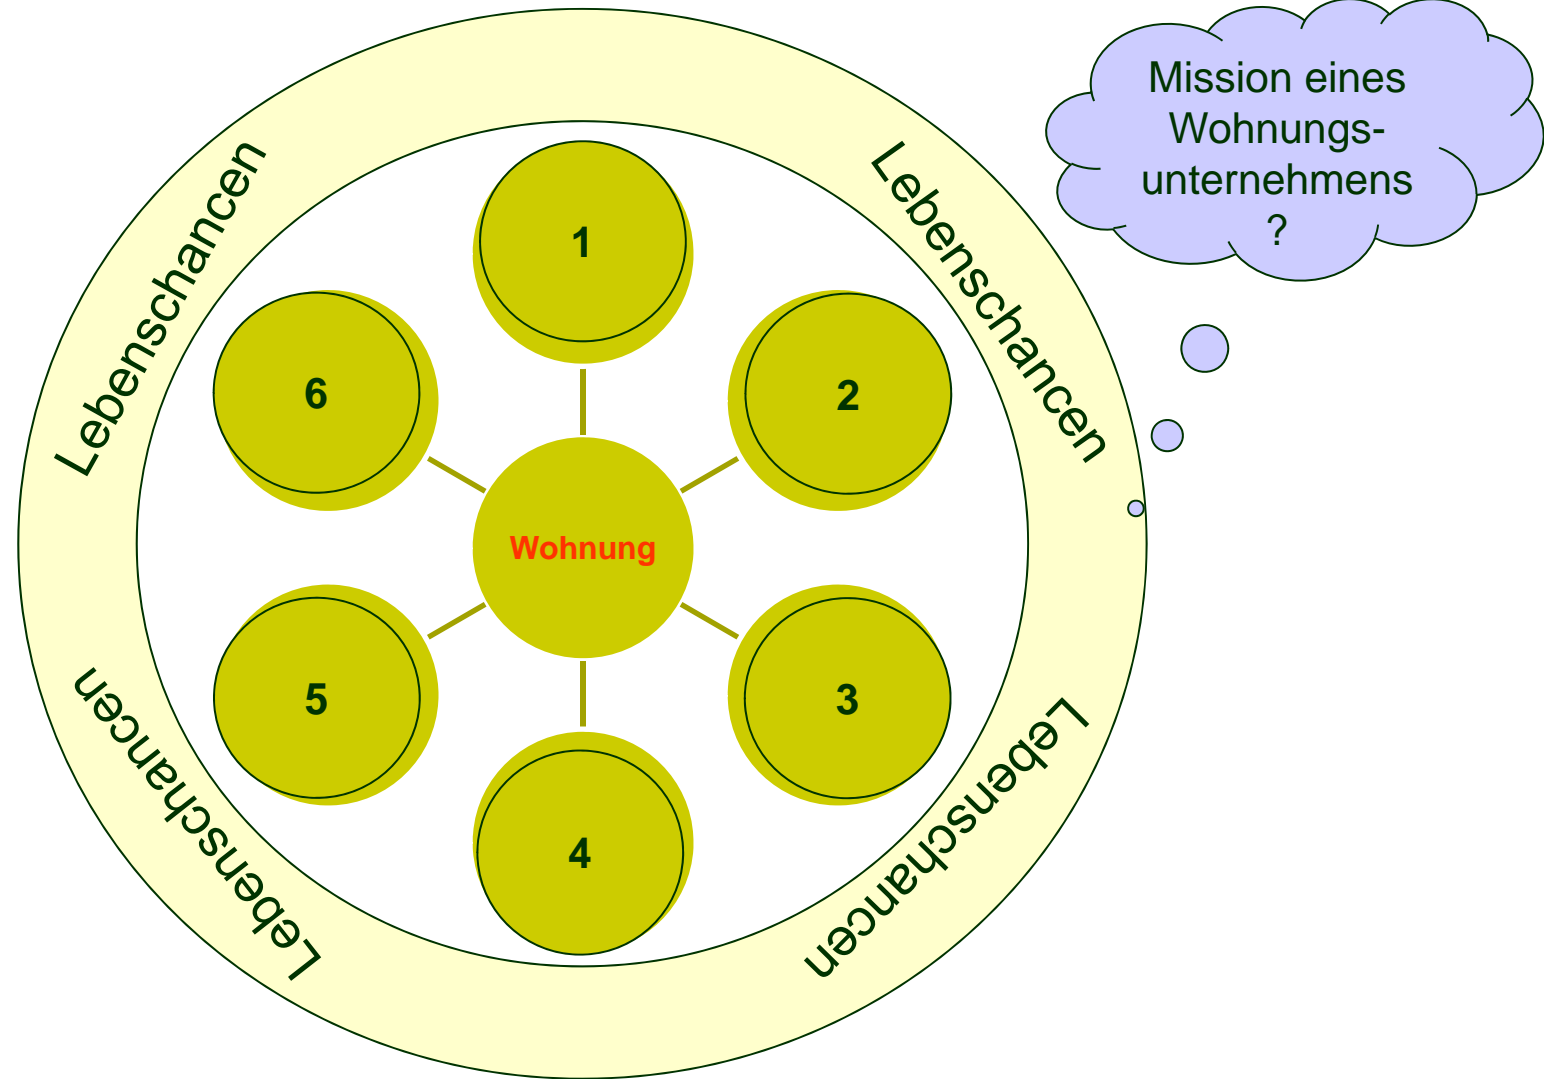 Mission eines
Wohnungs-
unternehmens
?
Lebenschancen
Lebenschancen
1
6
2
Wohnung
5
3
4
Lebenschancen
Lebenschancen